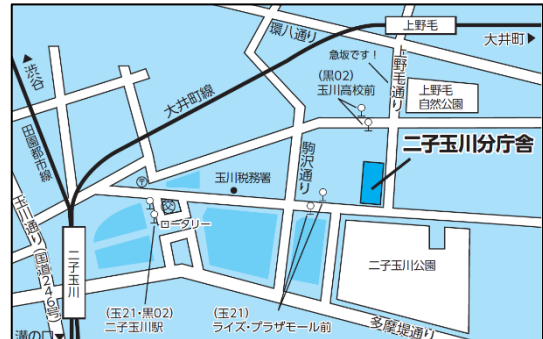 上野毛
大井町▶
環八通り
急坂です！
上野毛通り
(黒02)
玉川高校前
上野毛
自然公園
▲渋谷
大井町線
田園都市線
二子玉川分庁舎
駒沢通り
玉川税務署
玉川通り(国道246号)
ロータリー
二子玉川
二子玉川公園
(玉21・黒02)
二子玉川駅
(玉21)
ライズ・プラザモール前
多摩堤通り
溝の口▼